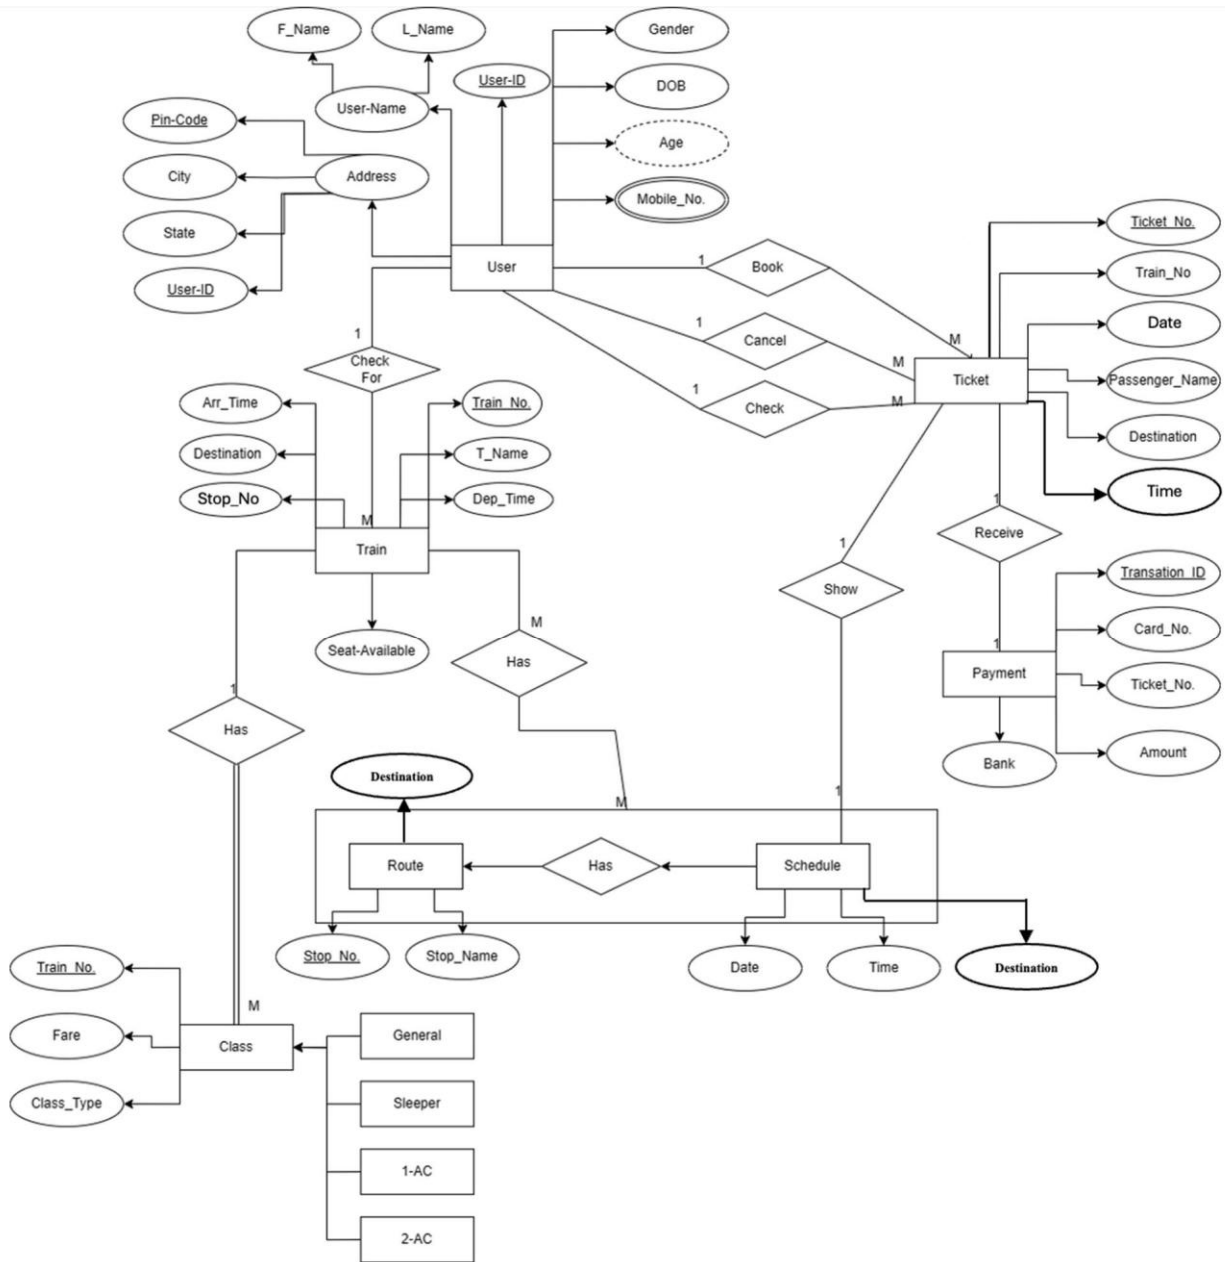 F_Name
L_Name
Gender
User-ID
DOB
User-Name
Pin-Code
Age
City
Address
Mobile_No.
State
Ticket_No.
User-ID
User
1
Book
Train_No
Date
1
Cancel
M
1
Check
For
M
Ticket
Passenger_Name
1
Check
M
Arr_Time
Train_No.
Destination
Destination
T_Name
Stop_No
Dep_Time
Time
1
M
Receive
Train
1
Transation_ID
Show
M
Card_No.
Seat-Available
Has
1
Payment
Ticket_No.
1
Has
Bank
Amount
Destination
1
M
Route
Has
Schedule
Stop_No.
Stop_Name
Date
Time
Destination
Train_No.
M
Fare
Class
General
Class_Type
Sleeper
1-AC
2-AC